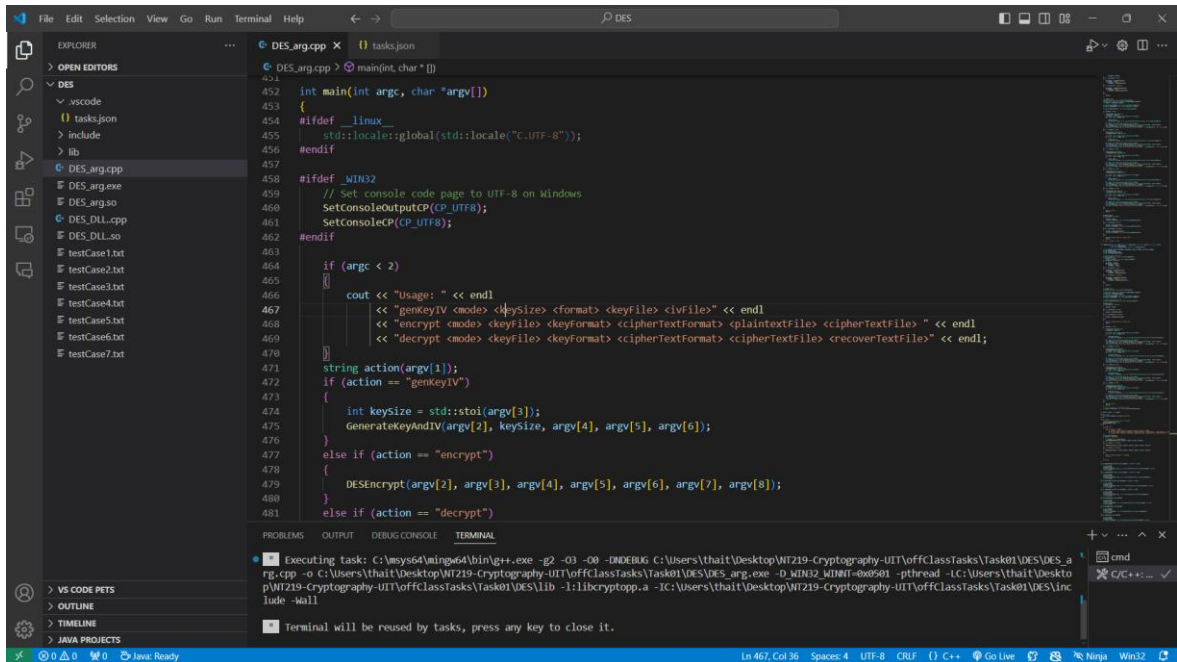 File Edit Selection View Go Run Terminal Help
DES
EXPLORER
DES_arg.cpp
tasks.json
OPEN EDITORS
DES_arg.cpp > main(int, char * [])
DES
.vscode
tasks.json
include
lib
DES_arg.cpp
DES_arg.exe
DES_arg.so
DES_DLL..cpp
DES_DLL..so
testCase1.txt
testCase2.txt
testCase3.txt
testCase4.txt
testCase5.txt
testCase6.txt
testCase7.txt
VS CODE PETS
OUTLINE
TIMELINE
JAVA PROJECTS
451
452 int main(int argc, char *argv[])
453 {
454 #ifdef __linux__
455 std::locale::global(std::locale("C.UTF-8"));
456 #endif
457
458 #ifdef _WIN32
459 // Set console code page to UTF-8 on Windows
460 SetConsoleOutputCP(CP_UTF8);
461 SetConsoleCP(CP_UTF8);
462 #endif
463
464 if (argc < 2)
465 {
466 cout << "Usage: " << endl
467 << "genKeyIV <mode> <keySize> <format> <keyFile> <ivFile>" << endl
468 << "encrypt <mode> <keyFile> <keyFormat> <cipherTextFormat> <plaintextFile> <cipherTextFile> " << endl
469 << "decrypt <mode> <keyFile> <keyFormat> <cipherTextFormat> <cipherTextFile> <recoverTextFile>" << endl;
470 }
471 string action(argv[1]);
472 if (action == "genKeyIV")
473 {
474 int keySize = std::stoi(argv[3]);
475 GenerateKeyAndIV(argv[2], keySize, argv[4], argv[5], argv[6]);
476 }
477 else if (action == "encrypt")
478 {
479 DESEncrypt(argv[2], argv[3], argv[4], argv[5], argv[6], argv[7], argv[8]);
480 }
481 else if (action == "decrypt")
PROBLEMS OUTPUT DEBUG CONSOLE TERMINAL
* Executing task: C:\msys64\mingw64\bin\g++.exe -g2 -O3 -O0 -DNDEBUG C:\Users\thait\Desktop\NT219-Cryptography-UIT\offClassTasks\Task01\DES\DES_a
rg.cpp -o C:\Users\thait\Desktop\NT219-Cryptography-UIT\offClassTasks\Task01\DES\DES_arg.exe -D_WIN32_WINNT=0x0501 -pthread -LC:\Users\thait\Deskto
p\NT219-Cryptography-UIT\offClassTasks\Task01\DES\lib -l:libcryptopp.a -IC:\Users\thait\Desktop\NT219-Cryptography-UIT\offClassTasks\Task01\DES\inc
lude -Wall
* Terminal will be reused by tasks, press any key to close it.
cmd
C/C++: ...
0 0 0 Java: Ready
Ln 467, Col 36 Spaces: 4 UTF-8 CRLF {} C++ Go Live Ninja Win32